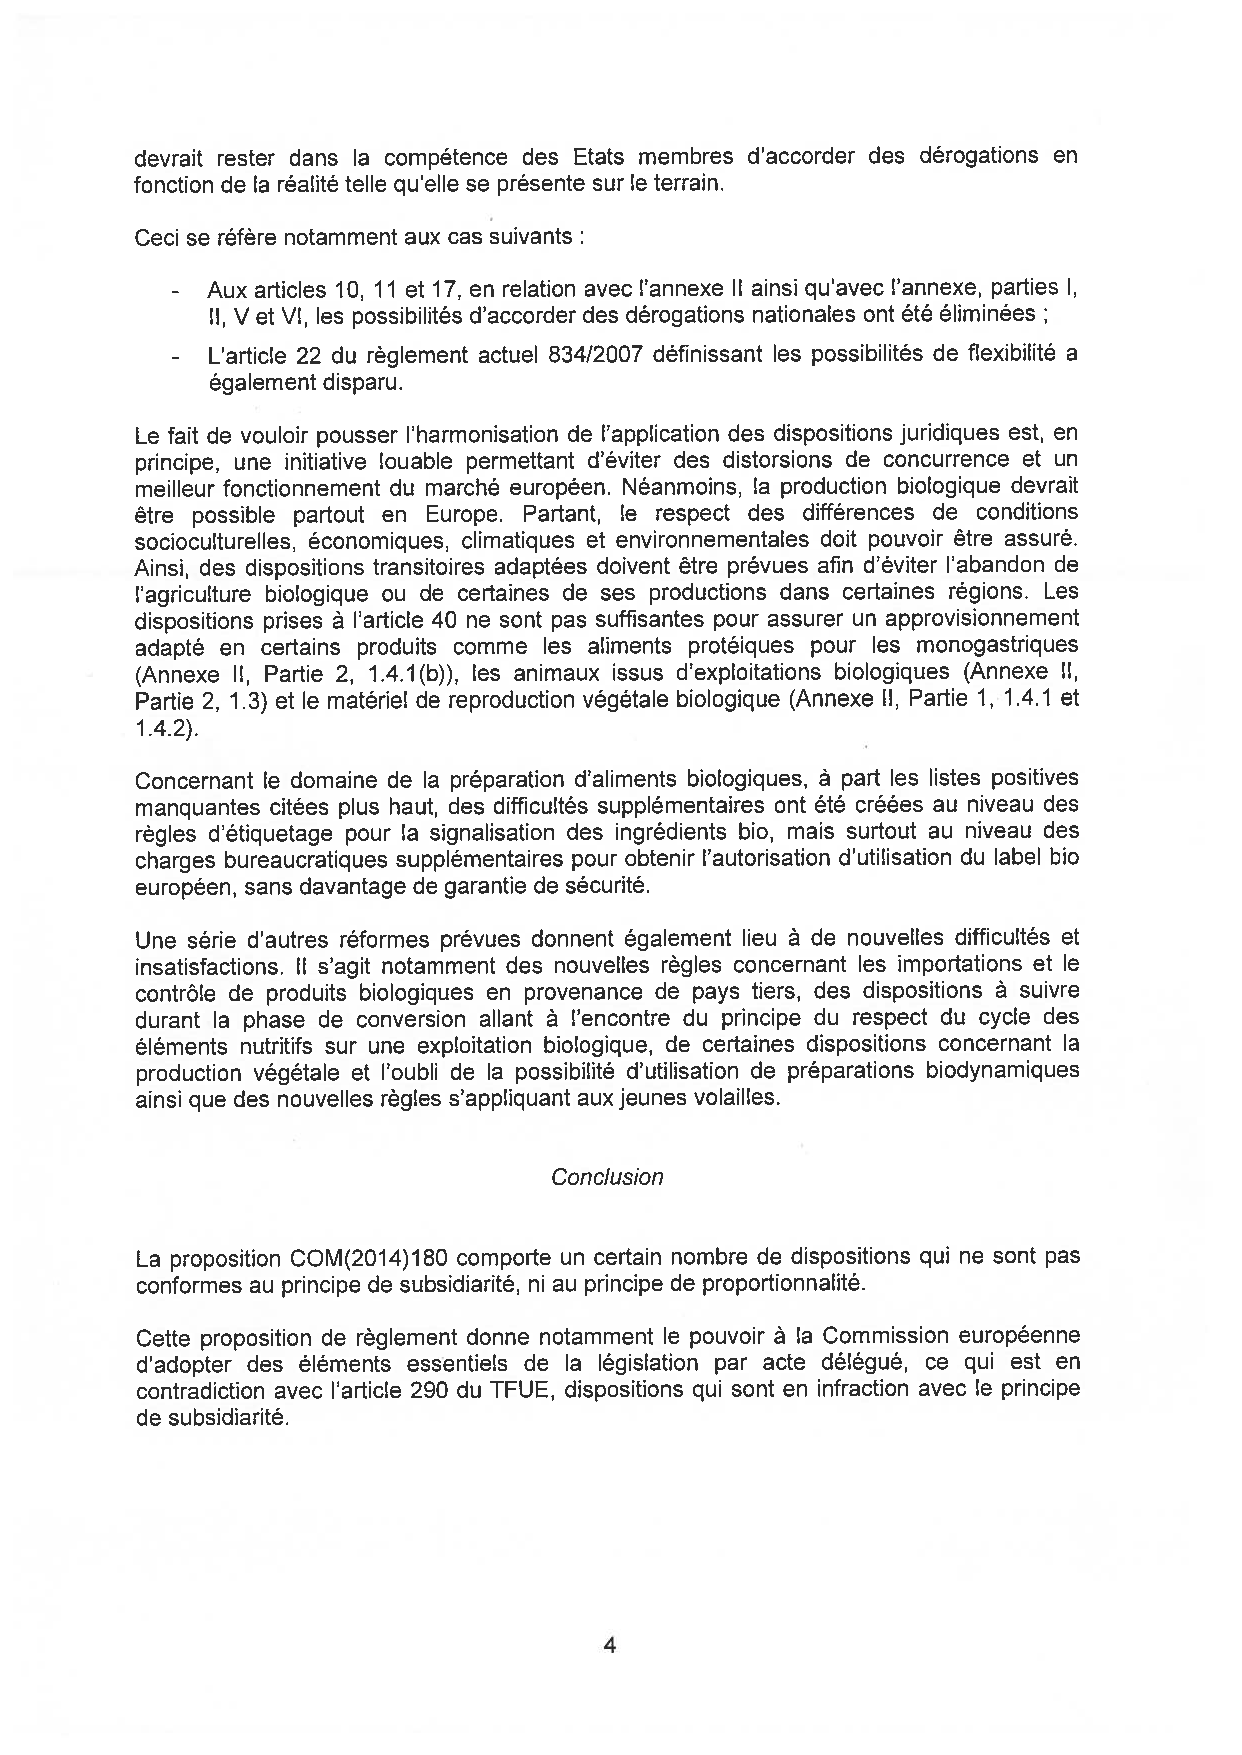 devrait rester dans la compétence des Etats membres d'accorder des dérogations en
fonction de la réalité telle qu'elle se présente sur le terrain.
Ceci se réfère notamment aux cas suivants :
- Aux articles 10, 11 et 17, en relation avec l'annexe II ainsi qu'avec l'annexe, parties I,
II, V et VI, les possibilités d'accorder des dérogations nationales ont été éliminées ;
- L'article 22 du règlement actuel 834/2007 définissant les possibilités de flexibilité a
également disparu.
Le fait de vouloir pousser l'harmonisation de l'application des dispositions juridiques est, en
principe, une initiative louable permettant d'éviter des distorsions de concurrence et un
meilleur fonctionnement du marché européen. Néanmoins, la production biologique devrait
être possible partout en Europe. Partant, le respect des différences de conditions
socioculturelles, économiques, climatiques et environnementales doit pouvoir être assuré.
Ainsi, des dispositions transitoires adaptées doivent être prévues afin d'éviter l'abandon de
l'agriculture biologique ou de certaines de ses productions dans certaines régions. Les
dispositions prises à l'article 40 ne sont pas suffisantes pour assurer un approvisionnement
adapté en certains produits comme les aliments protéiques pour les monogastriques
(Annexe II, Partie 2, 1.4.1(b)), les animaux issus d'exploitations biologiques (Annexe II,
Partie 2, 1.3) et le matériel de reproduction végétale biologique (Annexe II, Partie 1, 1.4.1 et
1.4.2).
Concernant le domaine de la préparation d'aliments biologiques, à part les listes positives
manquantes citées plus haut, des difficultés supplémentaires ont été créées au niveau des
règles d'étiquetage pour la signalisation des ingrédients bio, mais surtout au niveau des
charges bureaucratiques supplémentaires pour obtenir l'autorisation d'utilisation du label bio
européen, sans davantage de garantie de sécurité.
Une série d'autres réformes prévues donnent également lieu à de nouvelles difficultés et
insatisfactions. Il s'agit notamment des nouvelles règles concernant les importations et le
contrôle de produits biologiques en provenance de pays tiers, des dispositions à suivre
durant la phase de conversion allant à l'encontre du principe du respect du cycle des
éléments nutritifs sur une exploitation biologique, de certaines dispositions concernant la
production végétale et l'oubli de la possibilité d'utilisation de préparations biodynamiques
ainsi que des nouvelles règles s'appliquant aux jeunes volailles.
Conclusion
La proposition COM(2014)180 comporte un certain nombre de dispositions qui ne sont pas
conformes au principe de subsidiarité, ni au principe de proportionnalité.
Cette proposition de règlement donne notamment le pouvoir à la Commission européenne
d'adopter des éléments essentiels de la législation par acte délégué, ce qui est en
contradiction avec l'article 290 du TFUE, dispositions qui sont en infraction avec le principe
de subsidiarité.
4